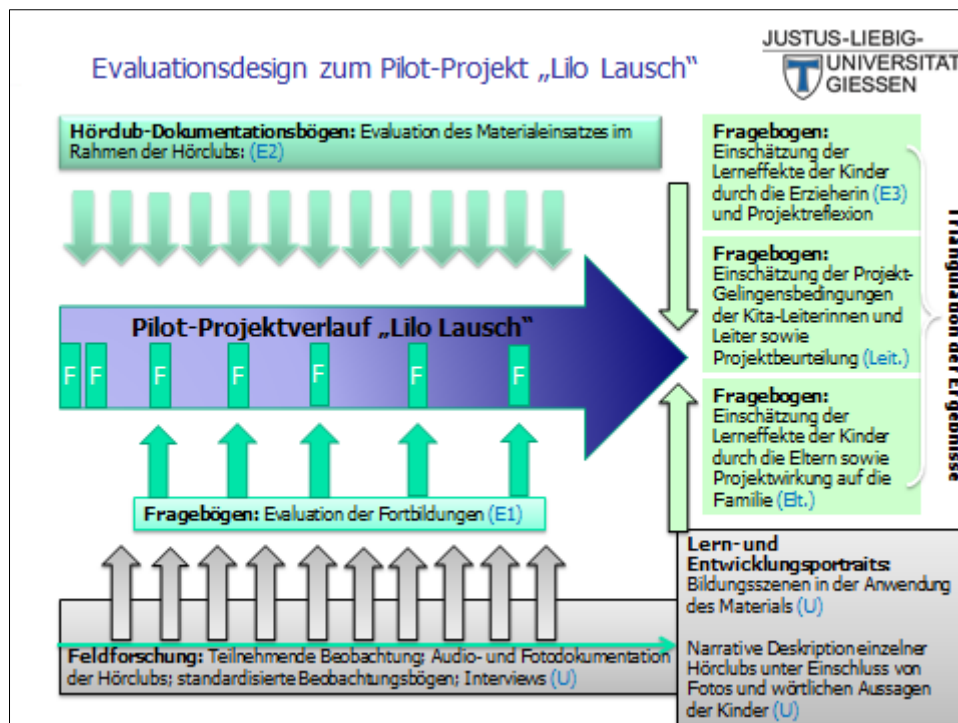 Evaluationsdesign zum Pilot-Projekt „Lilo Lausch“
JUSTUS-LIEBIG-
UNIVERSITÄT
GIESSEN
Hörclub-Dokumentationsbögen: Evaluation des Materialeinsatzes im
Rahmen der Hörclubs: (E2)
Pilot-Projektverlauf „Lilo Lausch“
F F F F F F F
Fragebögen: Evaluation der Fortbildungen (E1)
Feldforschung: Teilnehmende Beobachtung; Audio- und Fotodokumentation
der Hörclubs; standardisierte Beobachtungsbögen; Interviews (U)
Fragebogen:
Einschätzung der
Lerneffekte der Kinder
durch die Erzieherin (E3)
und Projektreflexion
Fragebogen:
Einschätzung der Projekt-
Gelingensbedingungen
der Kita-Leiterinnen und
Leiter sowie
Projektbeurteilung (Leit.)
Fragebogen:
Einschätzung der
Lerneffekte der Kinder
durch die Eltern sowie
Projektwirkung auf die
Familie (Elt.)
Triangulation der Ergebnisse
Lern- und
Entwicklungsportraits:
Bildungsszenen in der Anwendung
des Materials (U)
Narrative Deskription einzelner
Hörclubs unter Einschluss von
Fotos und wörtlichen Aussagen
der Kinder (U)